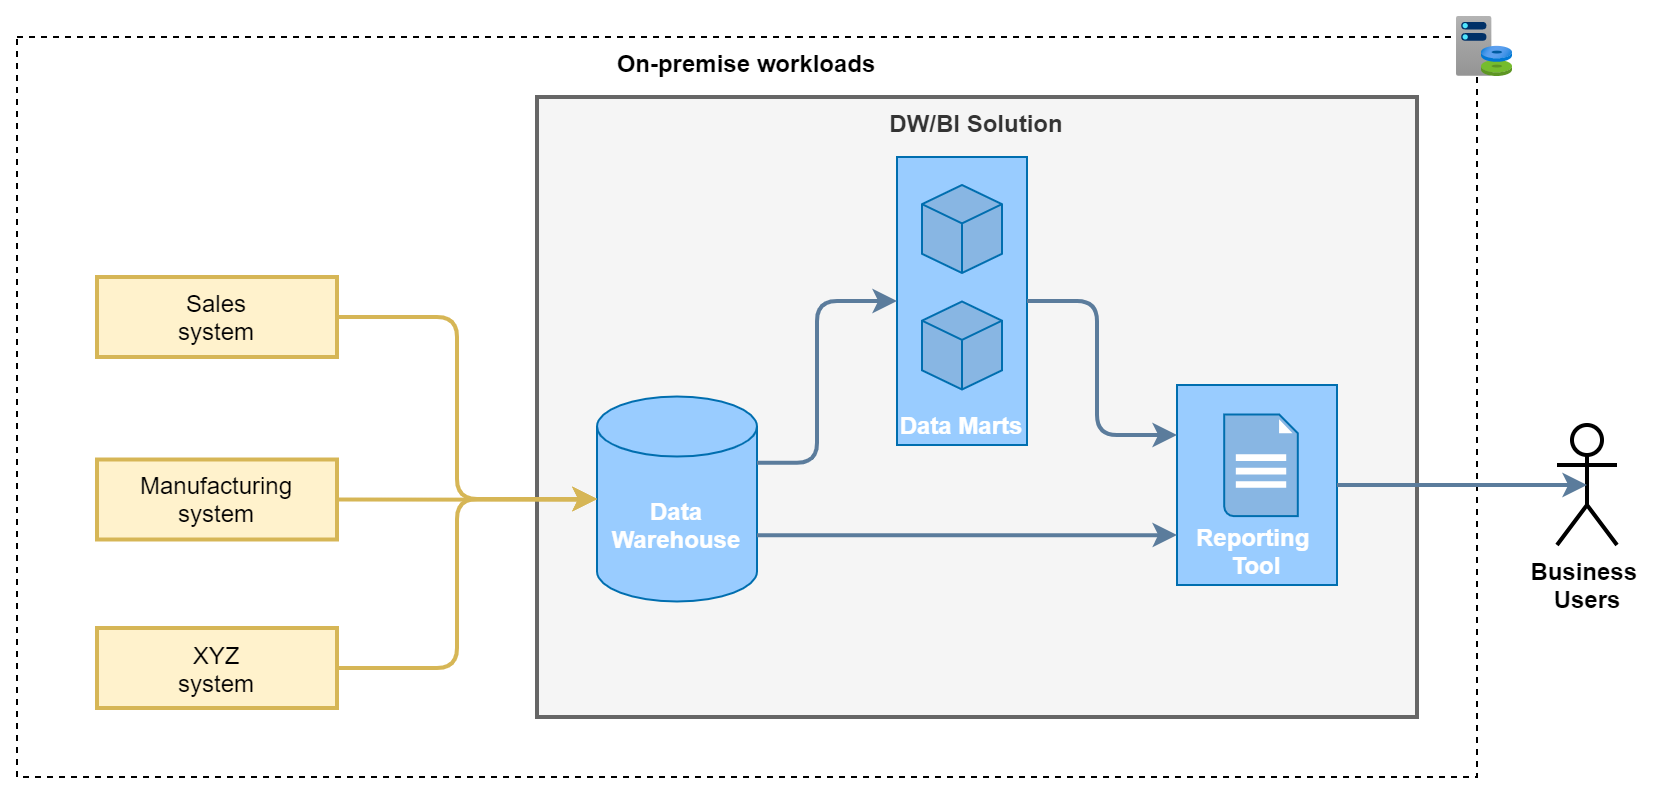 On-premise workloads
DW/BI Solution
Sales
system
Manufacturing
system
XYZ
system
Data
Warehouse
Data Marts
Reporting
Tool
Business
Users